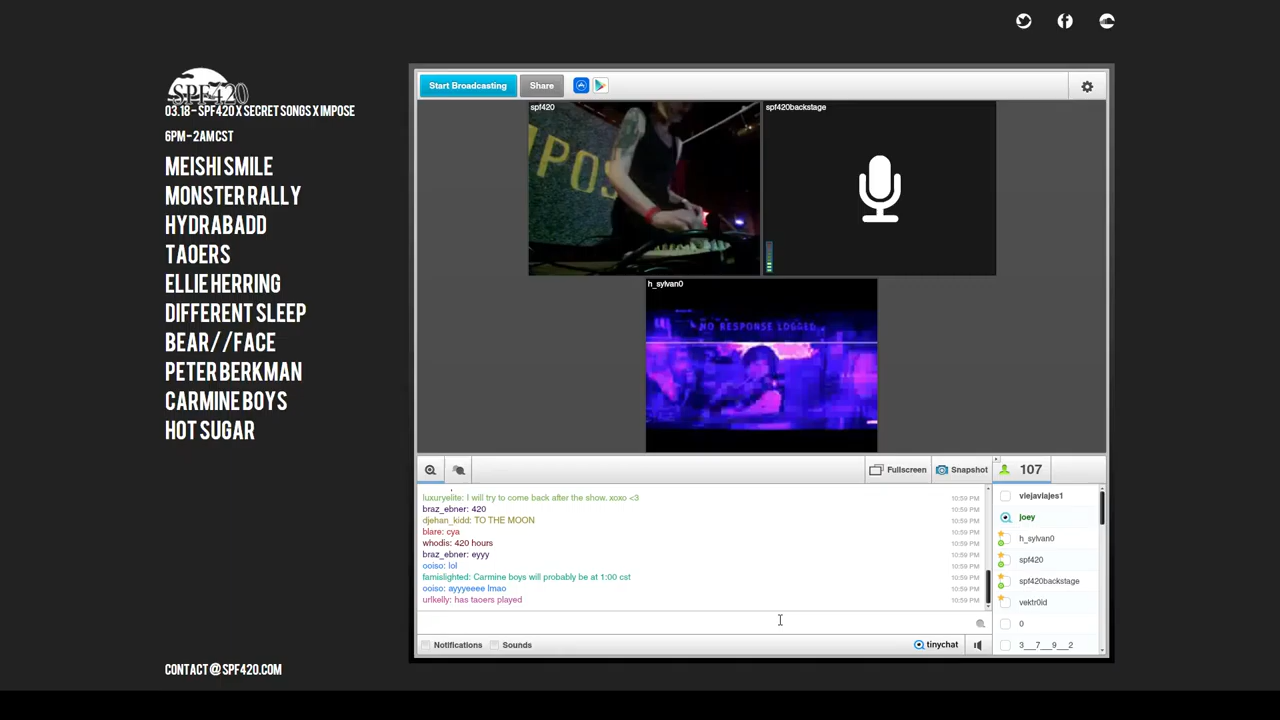 SPF420
03.18 - SPF420 X SECRET SONGS X IMPOSE
6PM - 2AM CST
MEISHI SMILE
MONSTER RALLY
HYDRABADD
TAOERS
ELLIE HERRING
DIFFERENT SLEEP
BEAR//FACE
PETER BERKMAN
CARMINE BOYS
HOT SUGAR
CONTACT@SPF420.COM
Start Broadcasting
Share
spf420
IMPOS
spf420backstage
h_sylvan0
NO RESPONSE LOGGED
Fullscreen
Snapshot
107
luxuryelite: I will try to come back after the show. xoxo <3 10:59 PM
braz_ebner: 420 10:59 PM
djehan_kidd: TO THE MOON 10:59 PM
blare: cya 10:59 PM
whodis: 420 hours 10:59 PM
braz_ebner: eyyy 10:59 PM
ooiso: lol 10:59 PM
famislighted: Carmine boys will probably be at 1:00 cst 10:59 PM
ooiso: ayyyeeee lmao 10:59 PM
urlkelly: has taoers played 10:59 PM
viejaviajes1
joey
h_sylvan0
spf420
spf420backstage
vektr0id
0
3___7___9___2
Notifications
Sounds
tinychat